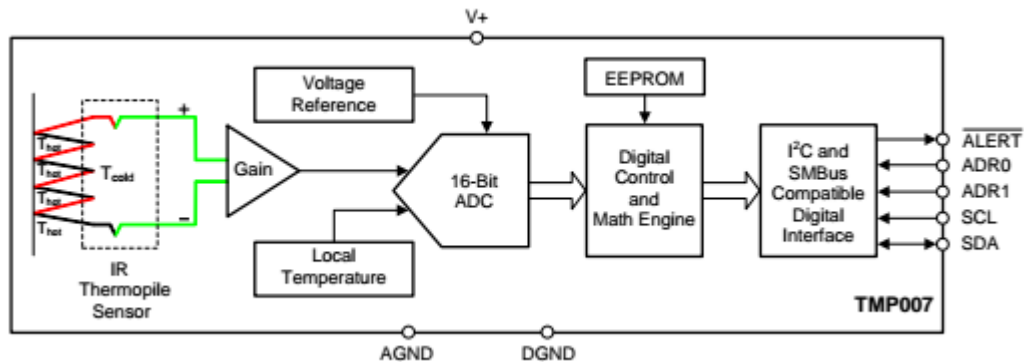 V+
Voltage
Reference
EEPROM
+
T_hot
T_hot
T_hot
T_hot
T_cold
−
Gain
16-Bit
ADC
Digital
Control
and
Math Engine
I²C and
SMBus
Compatible
Digital
Interface
ALERT
ADR0
ADR1
SCL
SDA
Local
Temperature
IR
Thermopile
Sensor
TMP007
AGND
DGND